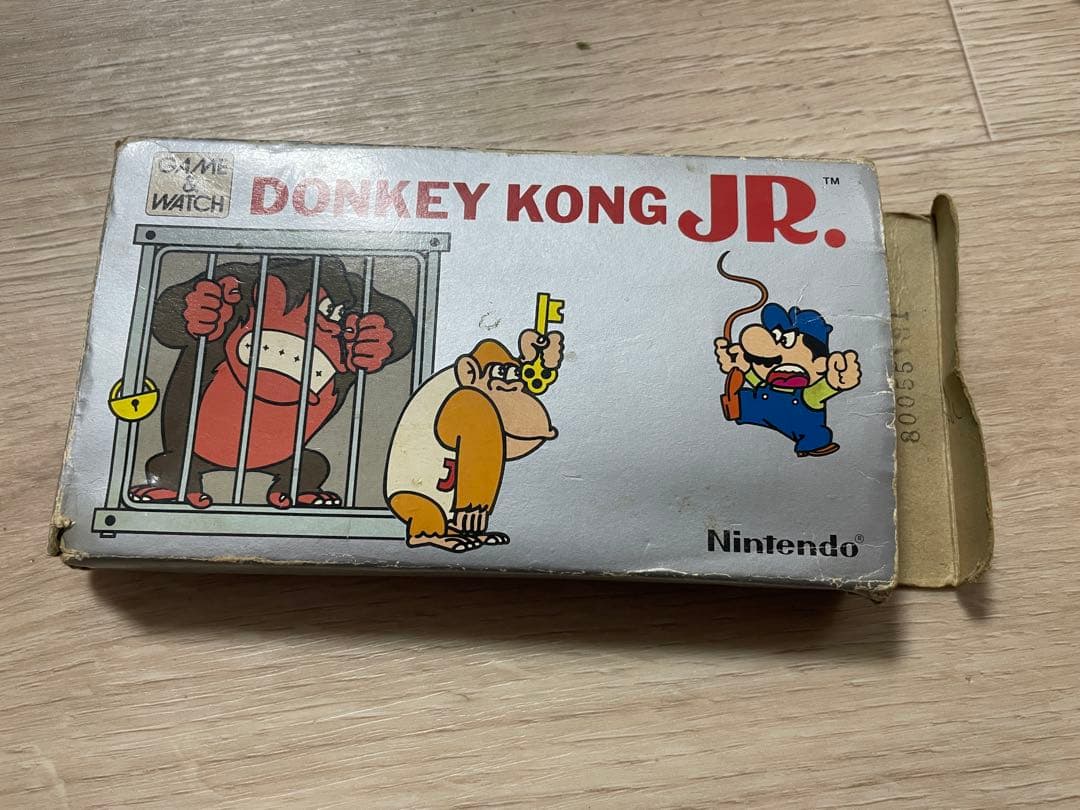 GAME
&
WATCH
DONKEY KONG JR.™
J
Nintendo®